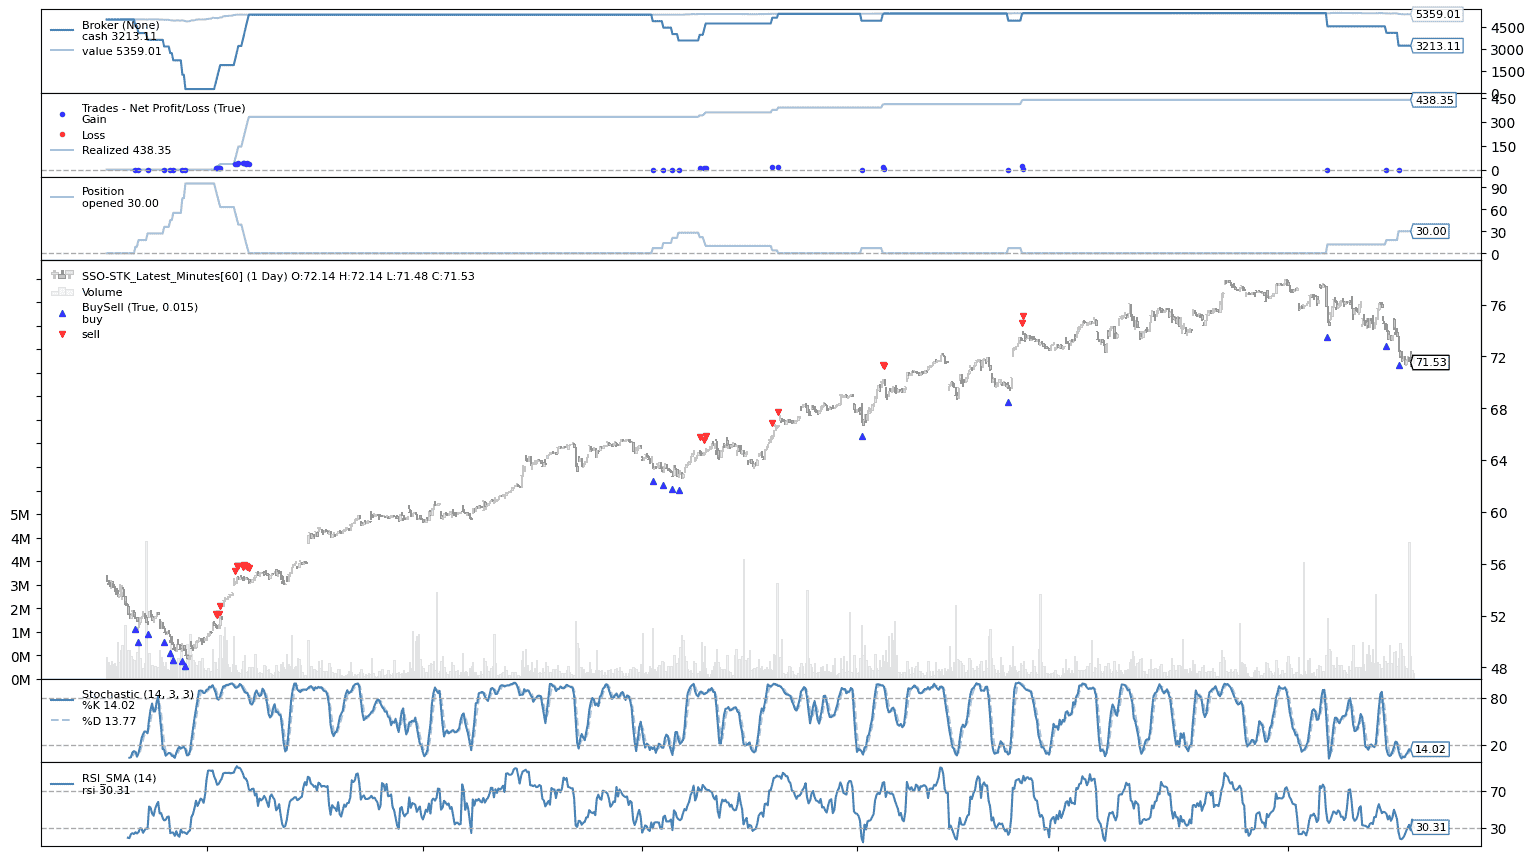 Broker (None)
cash 3213.11
value 5359.01
5359.01
4500
3213.11
3000
1500
0
Trades - Net Profit/Loss (True)
Gain
Loss
Realized 438.35
450
438.35
300
150
0
Position
opened 30.00
90
60
30.00
30
0
SSO-STK_Latest_Minutes[60] (1 Day) O:72.14 H:72.14 L:71.48 C:71.53
Volume
BuySell (True, 0.015)
buy
sell
76
72
71.53
68
64
60
56
52
48
5M
4M
4M
3M
2M
1M
0M
0M
Stochastic (14, 3, 3)
%K 14.02
%D 13.77
80
20
14.02
RSI_SMA (14)
rsi 30.31
70
30
30.31